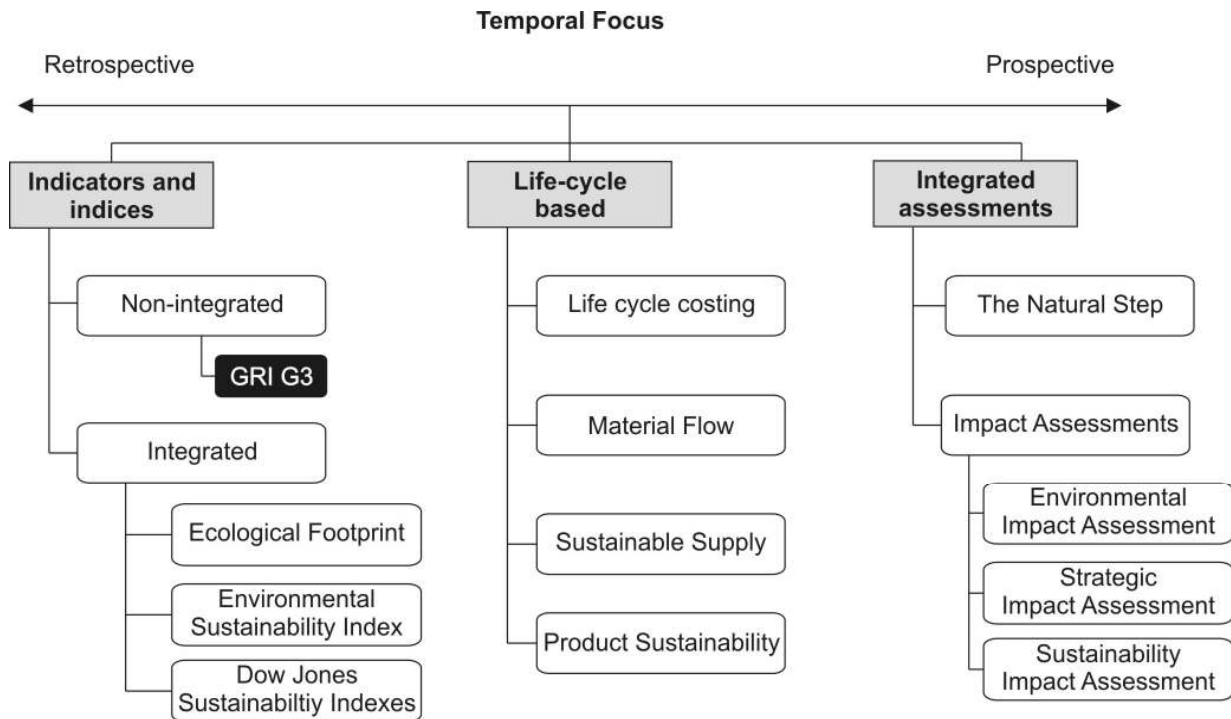 Temporal Focus
Retrospective
Prospective
Indicators and
indices
Life-cycle
based
Integrated
assessments
Non-integrated
GRI G3
Integrated
Ecological Footprint
Environmental
Sustainability Index
Dow Jones
Sustainabiltiy Indexes
Life cycle costing
Material Flow
Sustainable Supply
Product Sustainability
The Natural Step
Impact Assessments
Environmental
Impact Assessment
Strategic
Impact Assessment
Sustainability
Impact Assessment